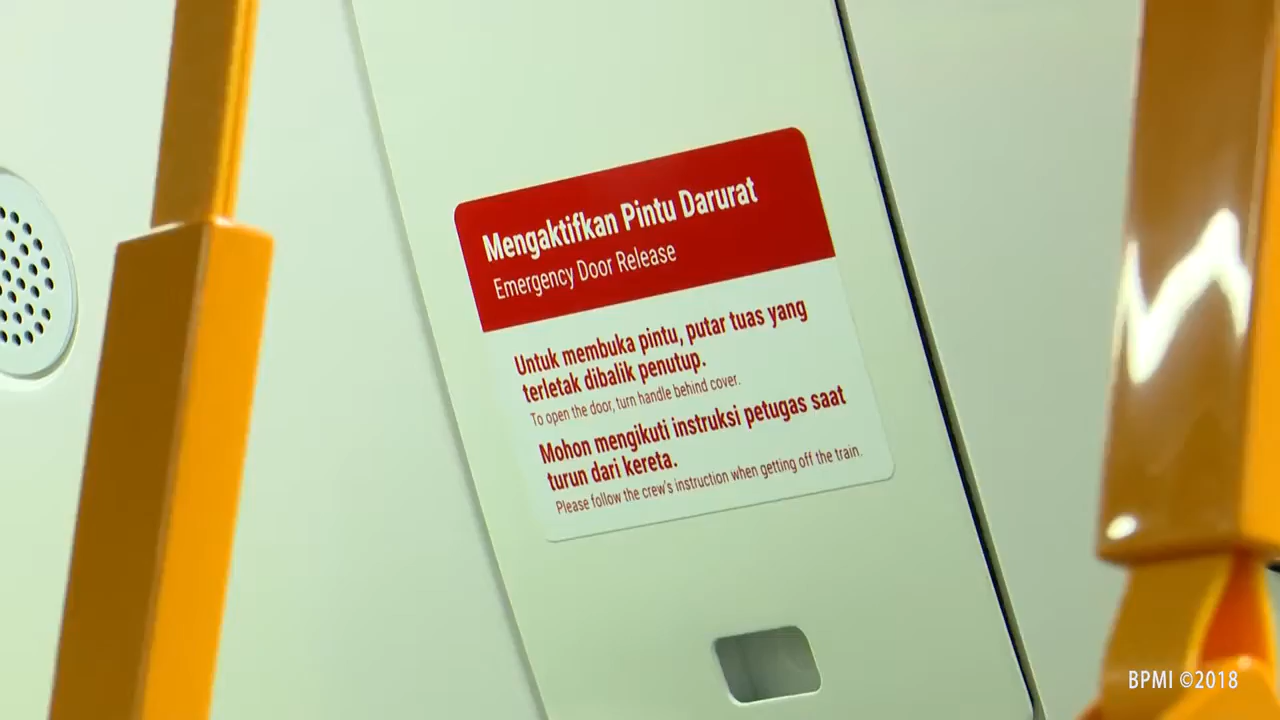 Mengaktifkan Pintu Darurat
Emergency Door Release
Untuk membuka pintu, putar tuas yang
terletak dibalik penutup.
To open the door, turn handle behind cover.
Mohon mengikuti instruksi petugas saat
turun dari kereta.
Please follow the crew's instruction when getting off the train.
BPMI ©2018